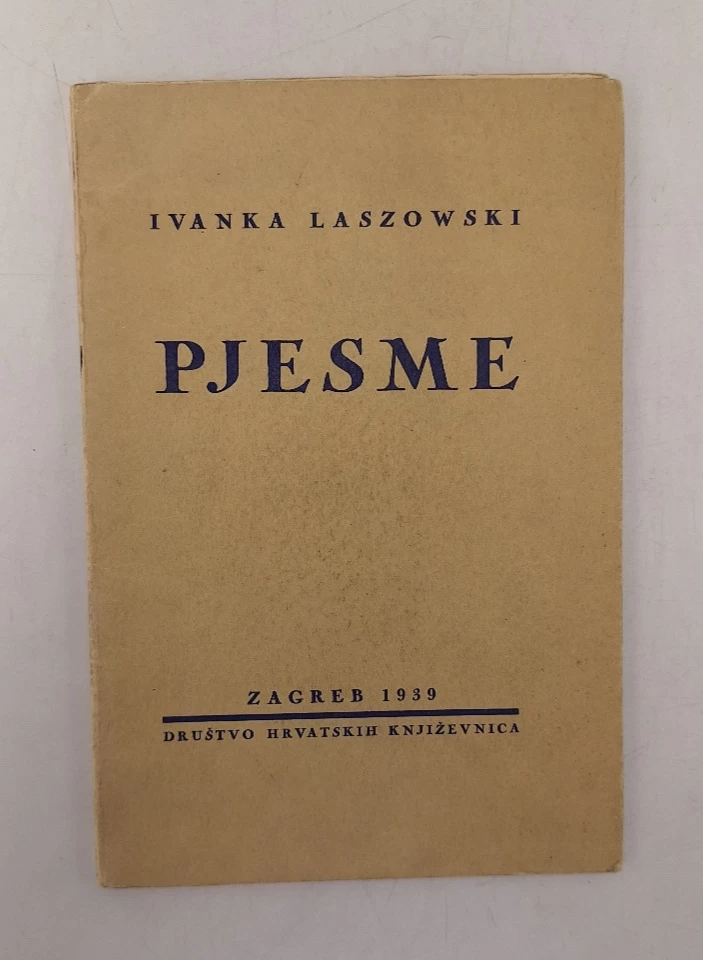 IVANKA LASZOWSKI
PJESME
ZAGREB 1939
DRUŠTVO HRVATSKIH KNJIŽEVNICA